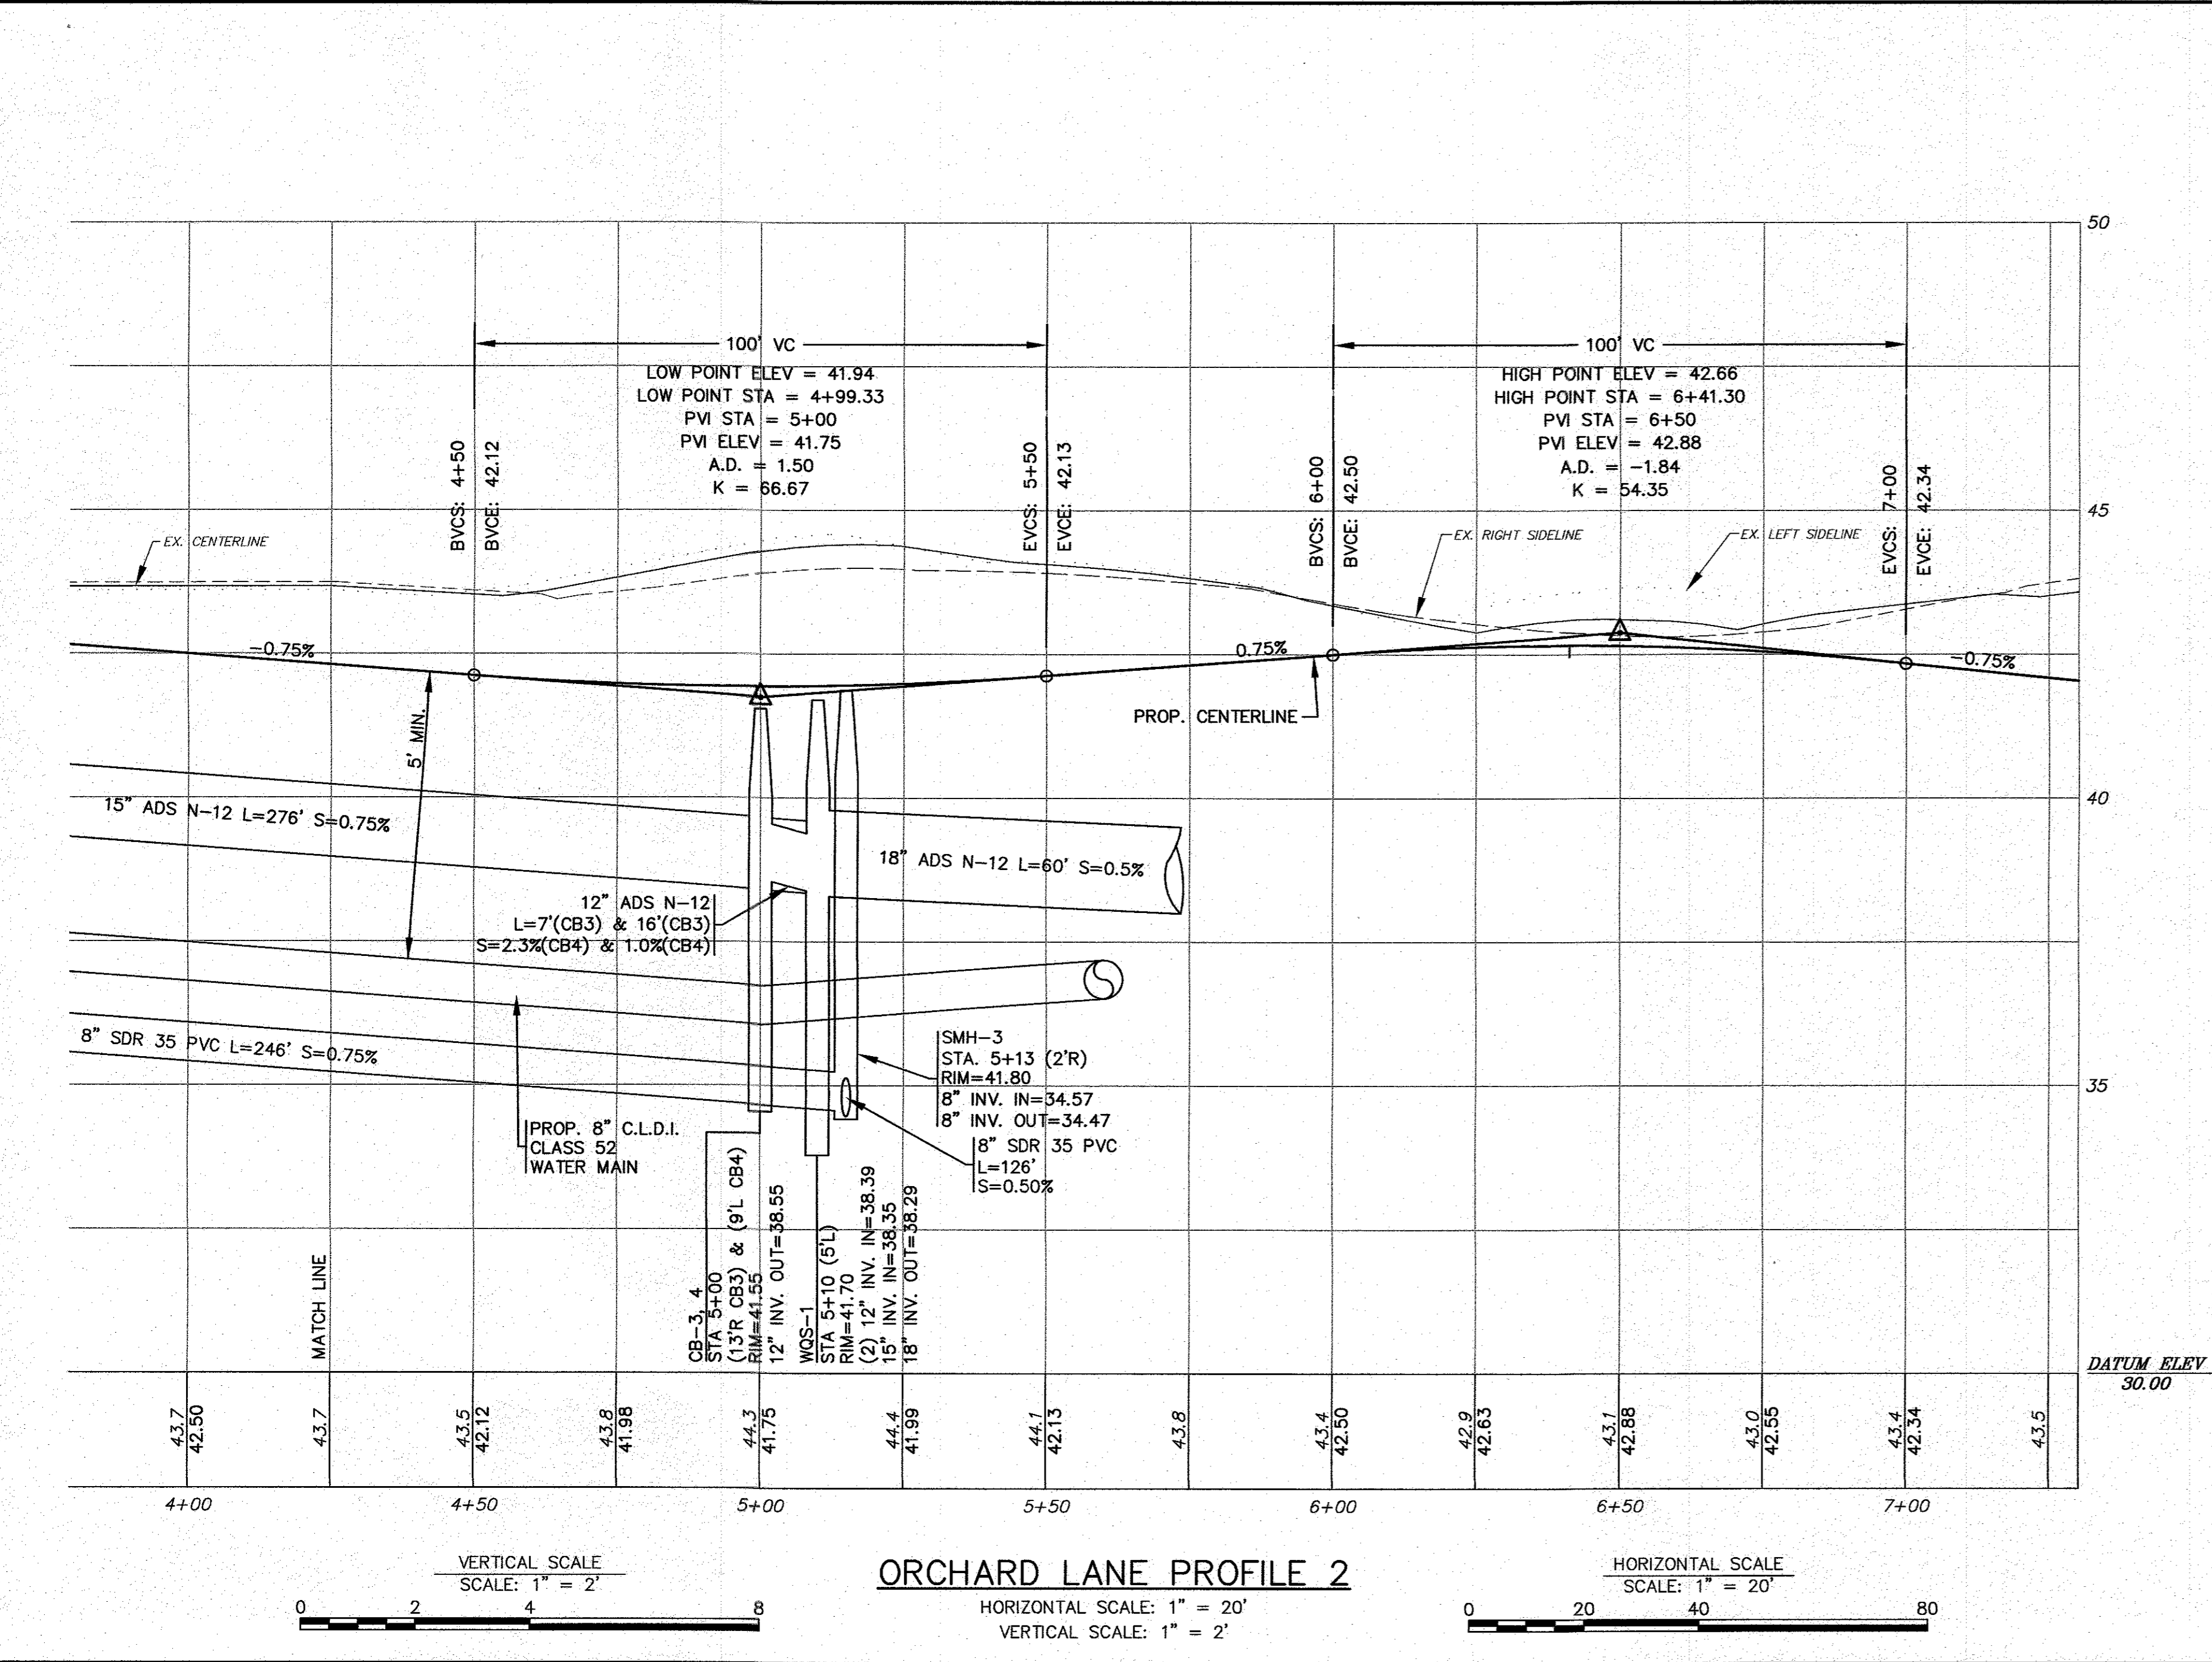 50
100' VC
LOW POINT ELEV = 41.94
LOW POINT STA = 4+99.33
PVI STA = 5+00
PVI ELEV = 41.75
A.D. = 1.50
K = 66.67
100' VC
HIGH POINT ELEV = 42.66
HIGH POINT STA = 6+41.30
PVI STA = 6+50
PVI ELEV = 42.88
A.D. = -1.84
K = 54.35
BVCS: 4+50
BVCE: 42.12
EVCS: 5+50
EVCE: 42.13
BVCS: 6+00
BVCE: 42.50
EVCS: 7+00
EVCE: 42.34
45
EX. CENTERLINE
EX. RIGHT SIDELINE
EX. LEFT SIDELINE
-0.75%
0.75%
-0.75%
PROP. CENTERLINE
5' MIN.
40
15" ADS N-12 L=276' S=0.75%
18" ADS N-12 L=60' S=0.5%
12" ADS N-12
L=7'(CB3) & 16'(CB3)
S=2.3%(CB4) & 1.0%(CB4)
8" SDR 35 PVC L=246' S=0.75%
SMH-3
STA. 5+13 (2'R)
RIM=41.80
8" INV. IN=34.57
8" INV. OUT=34.47
35
PROP. 8" C.L.D.I.
CLASS 52
WATER MAIN
8" SDR 35 PVC
L=126'
S=0.50%
MATCH LINE
CB-3, 4
STA 5+00
(13'R CB3) & (9'L CB4)
RIM=41.55
12" INV. OUT=38.55
WQS-1
STA 5+10 (5'L)
RIM=41.70
(2) 12" INV. IN=38.39
15" INV. IN=38.35
18" INV. OUT=38.29
DATUM ELEV
30.00
43.7
42.50
43.7
43.5
42.12
43.8
41.98
44.3
41.75
44.4
41.99
44.1
42.13
43.8
43.4
42.50
42.9
42.63
43.1
42.88
43.0
42.55
43.4
42.34
43.5
4+00
4+50
5+00
5+50
6+00
6+50
7+00
VERTICAL SCALE
SCALE: 1" = 2'
0 2 4 8
ORCHARD LANE PROFILE 2
HORIZONTAL SCALE: 1" = 20'
VERTICAL SCALE: 1" = 2'
HORIZONTAL SCALE
SCALE: 1" = 20'
0 20 40 80